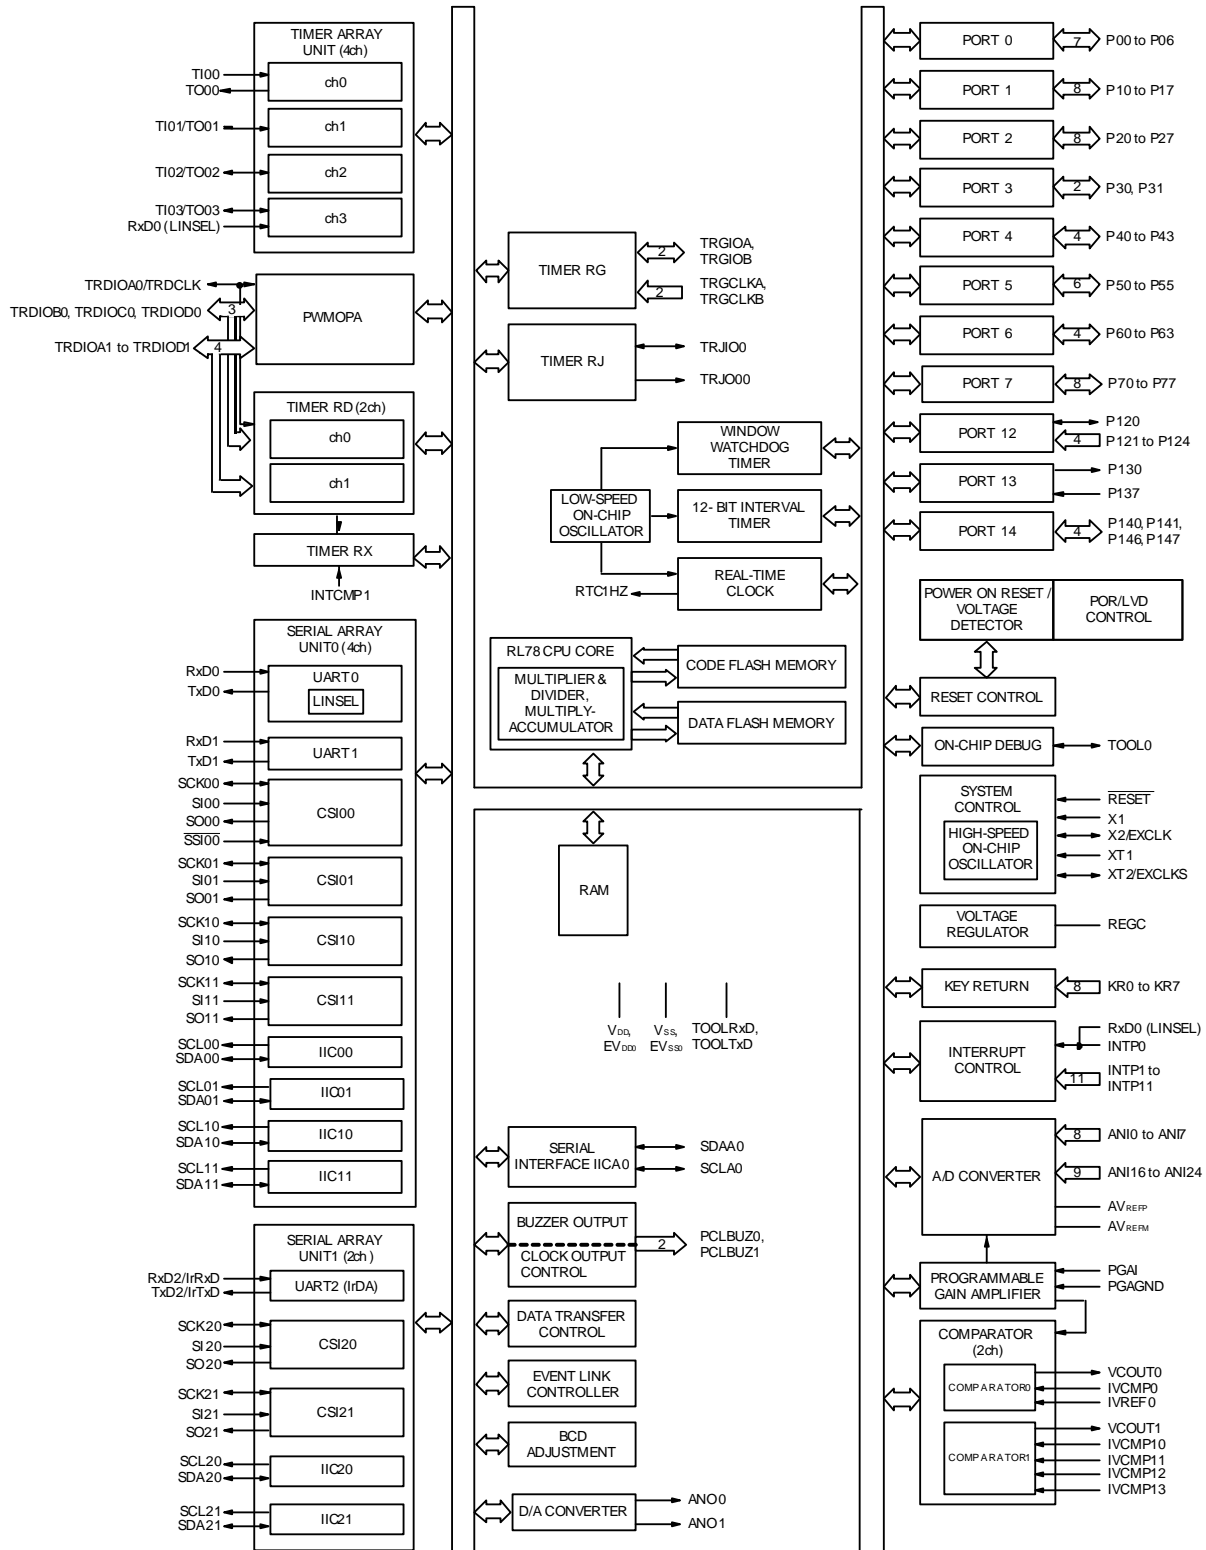 TIMER ARRAY
UNIT (4ch)
TI00
TO00
ch0
TI01/TO01
ch1
TI02/TO02
ch2
TI03/TO03
RxD0 (LINSEL)
ch3
TRDIOA0/TRDCLK
TRDIOB0, TRDIOC0, TRDIOD0
3
TRDIOA1 to TRDIOD1
4
PWMOPA
TIMER RD (2ch)
ch0
ch1
TIMER RX
INTCMP1
SERIAL ARRAY
UNIT0 (4ch)
RxD0
TxD0
UART0
LINSEL
RxD1
TxD1
UART1
SCK00
SI00
SO00
SSI00
CSI00
SCK01
SI01
SO01
CSI01
SCK10
SI10
SO10
CSI10
SCK11
SI11
SO11
CSI11
SCL00
SDA00
IIC00
SCL01
SDA01
IIC01
SCL10
SDA10
IIC10
SCL11
SDA11
IIC11
SERIAL ARRAY
UNIT1 (2ch)
RxD2/IrRxD
TxD2/IrTxD
UART2 (IrDA)
SCK20
SI20
SO20
CSI20
SCK21
SI21
SO21
CSI21
SCL20
SDA20
IIC20
SCL21
SDA21
IIC21
TIMER RG
2
TRGIOA,
TRGIOB
2
TRGCLKA,
TRGCLKB
TIMER RJ
TRJIO0
TRJO00
WINDOW
WATCHDOG
TIMER
LOW-SPEED
ON-CHIP
OSCILLATOR
12- BIT INTERVAL
TIMER
RTC1HZ
REAL-TIME
CLOCK
RL78 CPU CORE
MULTIPLIER &
DIVIDER,
MULTIPLY-
ACCUMULATOR
CODE FLASH MEMORY
DATA FLASH MEMORY
RAM
VDD,
EVDD0
VSS,
EVSS0
TOOLRxD,
TOOLTxD
SERIAL
INTERFACE IICA0
SDAA0
SCLA0
BUZZER OUTPUT
CLOCK OUTPUT
CONTROL
2
PCLBUZ0,
PCLBUZ1
DATA TRANSFER
CONTROL
EVENT LINK
CONTROLLER
BCD
ADJUSTMENT
D/A CONVERTER
ANO0
ANO1
PORT 0
7
P00 to P06
PORT 1
8
P10 to P17
PORT 2
8
P20 to P27
PORT 3
2
P30, P31
PORT 4
4
P40 to P43
PORT 5
6
P50 to P55
PORT 6
4
P60 to P63
PORT 7
8
P70 to P77
PORT 12
P120
4
P121 to P124
PORT 13
P130
P137
PORT 14
4
P140, P141,
P146, P147
POWER ON RESET /
VOLTAGE
DETECTOR
POR/LVD
CONTROL
RESET CONTROL
ON-CHIP DEBUG
TOOL0
SYSTEM
CONTROL
HIGH-SPEED
ON-CHIP
OSCILLATOR
RESET
X1
X2/EXCLK
XT1
XT2/EXCLKS
VOLTAGE
REGULATOR
REGC
KEY RETURN
8
KR0 to KR7
INTERRUPT
CONTROL
RxD0 (LINSEL)
INTP0
11
INTP1 to
INTP11
A/D CONVERTER
8
ANI0 to ANI7
9
ANI16 to ANI24
AVREFP
AVREFM
PROGRAMMABLE
GAIN AMPLIFIER
PGAI
PGAGND
COMPARATOR
(2ch)
COMPARATOR0
VCOUT0
IVCMP0
IVREF0
COMPARATOR1
VCOUT1
IVCMP10
IVCMP11
IVCMP12
IVCMP13